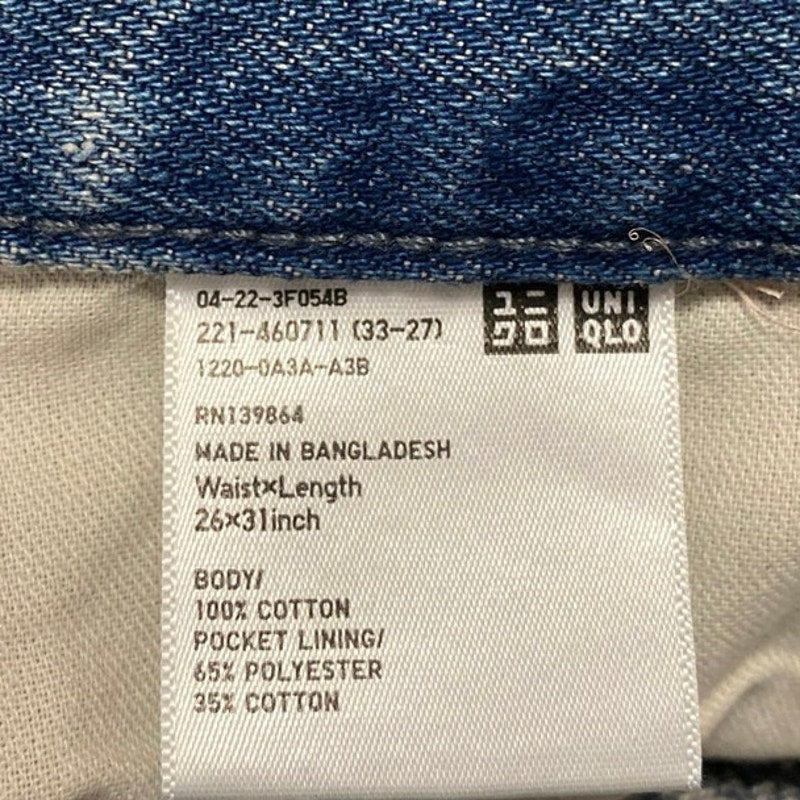 04-22-3F054B
221-460711 (33-27)
1220-0A3A-A3B
ユニ
クロ
UNI
QLO
RN139864
MADE IN BANGLADESH
Waist×Length
26×31inch
BODY/
100% COTTON
POCKET LINING/
65% POLYESTER
35% COTTON